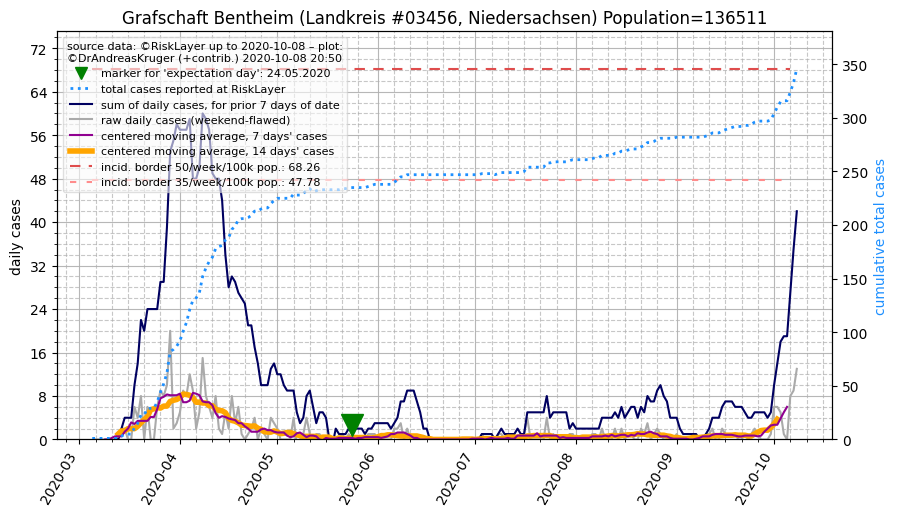 Grafschaft Bentheim (Landkreis #03456, Niedersachsen) Population=136511
source data: ©RiskLayer up to 2020-10-08 – plot:
©DrAndreasKruger (+contrib.) 2020-10-08 20:50
marker for 'expectation day': 24.05.2020
total cases reported at RiskLayer
sum of daily cases, for prior 7 days of date
raw daily cases (weekend-flawed)
centered moving average, 7 days' cases
centered moving average, 14 days' cases
incid. border 50/week/100k pop.: 68.26
incid. border 35/week/100k pop.: 47.78
daily cases
72
64
56
48
40
32
24
16
8
0
cumulative total cases
350
300
250
200
150
100
50
0
2020-03
2020-04
2020-05
2020-06
2020-07
2020-08
2020-09
2020-10